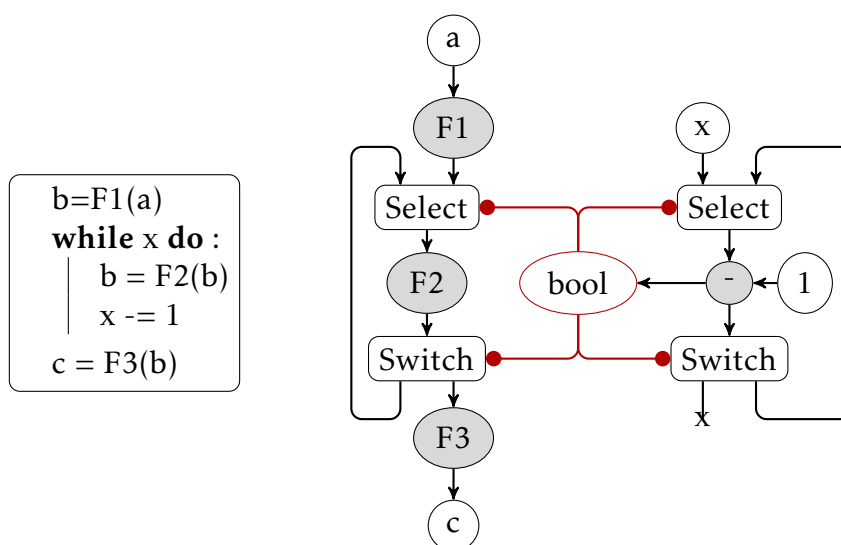 b=F1(a)
while x do :
b = F2(b)
x -= 1
c = F3(b)
a
F1
x
Select
Select
F2
bool
-
1
Switch
Switch
x
F3
c